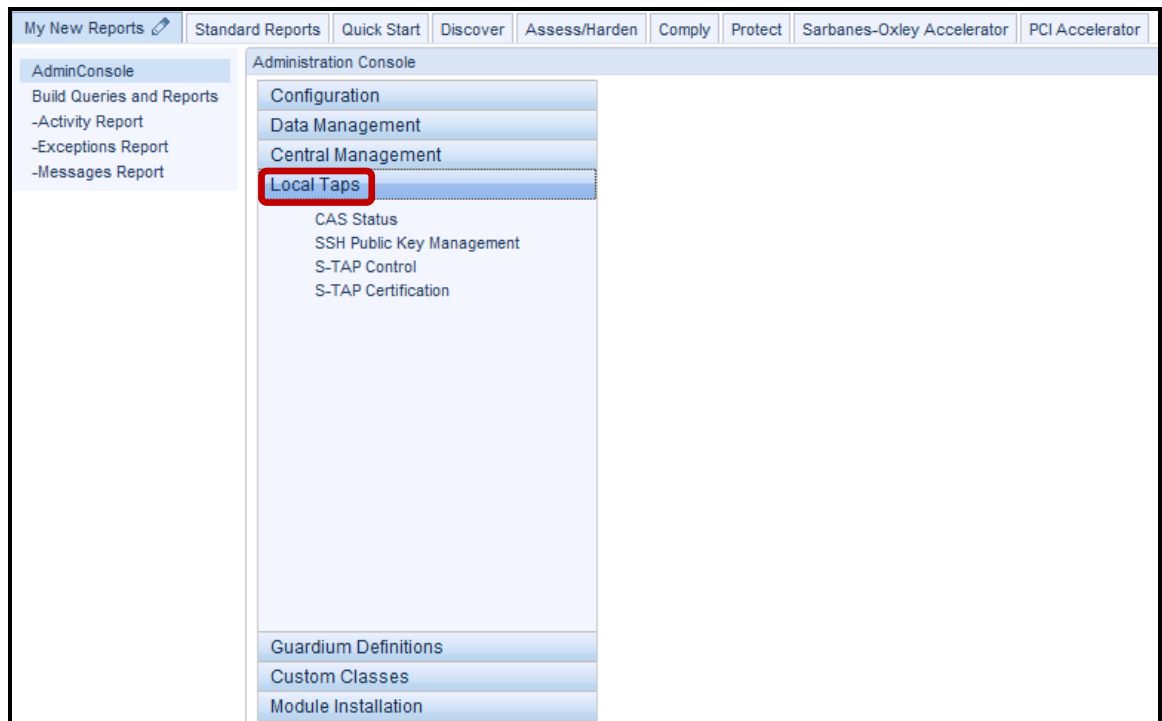 My New Reports Standard Reports Quick Start Discover Assess/Harden Comply Protect Sarbanes-Oxley Accelerator PCI Accelerator
AdminConsole
Build Queries and Reports
-Activity Report
-Exceptions Report
-Messages Report
Administration Console
Configuration
Data Management
Central Management
Local Taps
CAS Status
SSH Public Key Management
S-TAP Control
S-TAP Certification
Guardium Definitions
Custom Classes
Module Installation